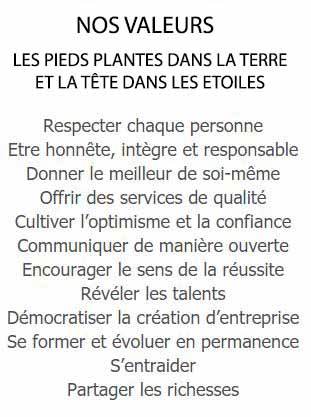 NOS VALEURS
LES PIEDS PLANTES DANS LA TERRE
ET LA TÊTE DANS LES ETOILES
Respecter chaque personne
Etre honnête, intègre et responsable
Donner le meilleur de soi-même
Offrir des services de qualité
Cultiver l’optimisme et la confiance
Communiquer de manière ouverte
Encourager le sens de la réussite
Révéler les talents
Démocratiser la création d’entreprise
Se former et évoluer en permanence
S’entraider
Partager les richesses